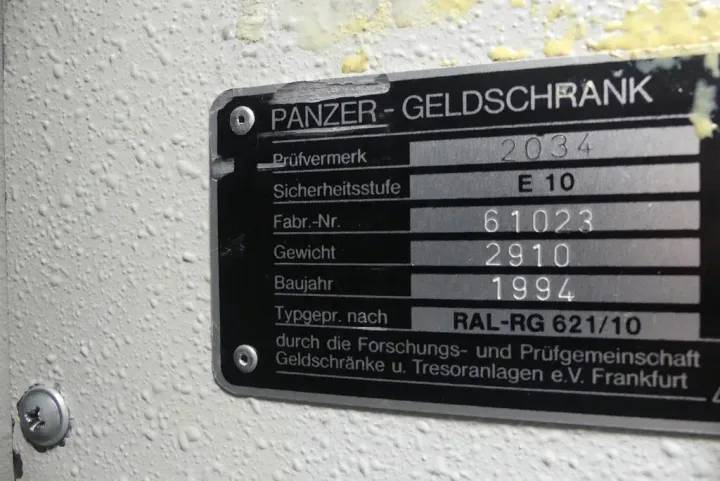 PANZER-GELDSCHRANK
Prüfvermerk 2034
Sicherheitsstufe E 10
Fabr.-Nr. 61023
Gewicht 2910
Baujahr 1994
Typgepr. nach RAL-RG 621/10
durch die Forschungs- und Prüfgemeinschaft
Geldschränke u. Tresoranlagen e.V. Frankfurt